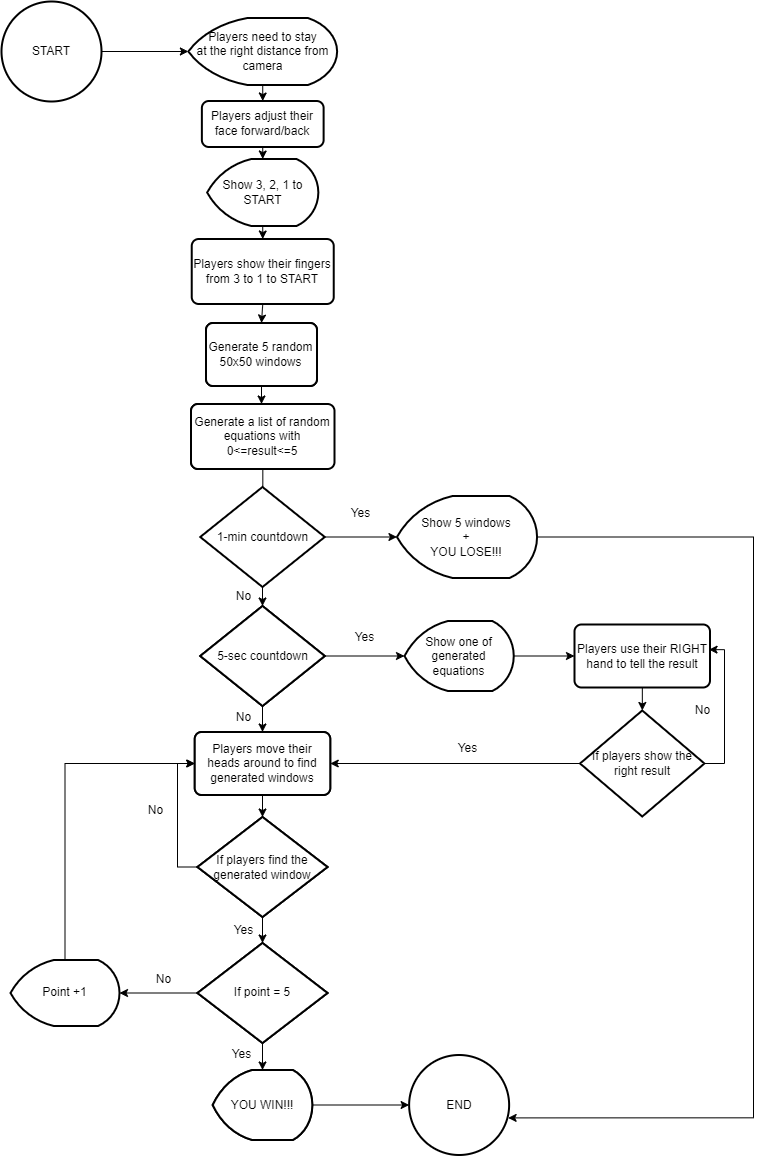 START
Players need to stay
at the right distance from
camera
Players adjust their
face forward/back
Show 3, 2, 1 to
START
Players show their fingers
from 3 to 1 to START
Generate 5 random
50x50 windows
Generate a list of random
equations with
0<=result<=5
1-min countdown
Yes
Show 5 windows
+
YOU LOSE!!!
No
5-sec countdown
Yes
Show one of
generated
equations
Players use their RIGHT
hand to tell the result
No
If players show the
right result
Yes
No
Players move their
heads around to find
generated windows
No
If players find the
generated window
Yes
If point = 5
No
Point +1
Yes
YOU WIN!!!
END